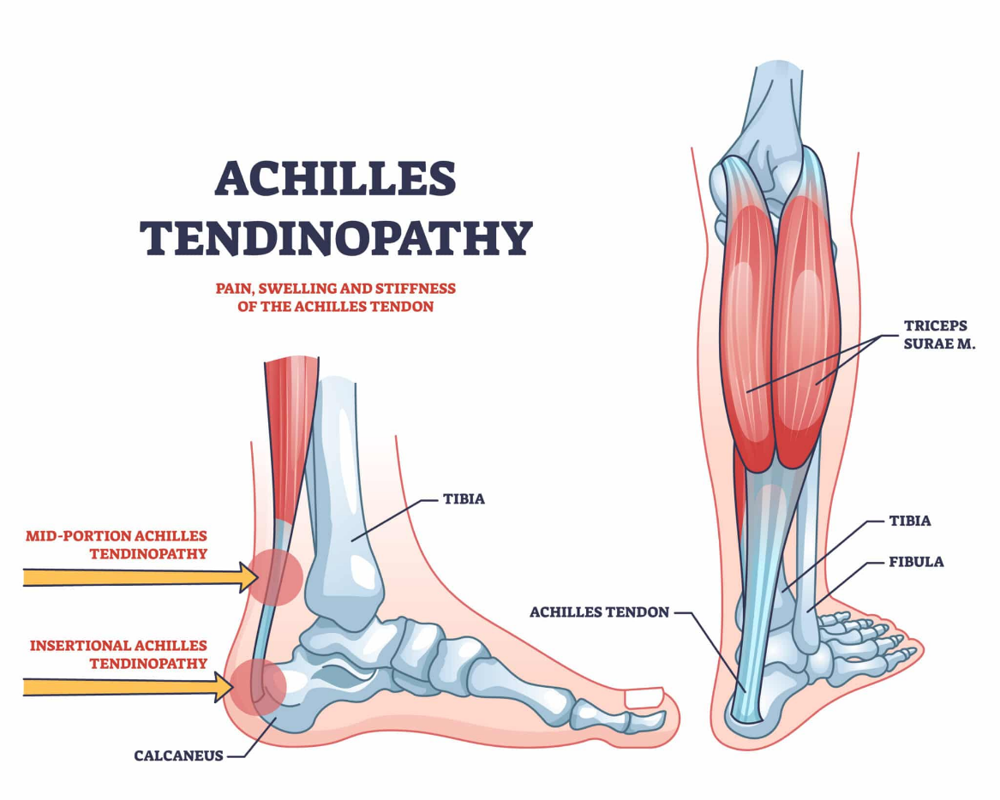 ACHILLES
TENDINOPATHY
PAIN, SWELLING AND STIFFNESS
OF THE ACHILLES TENDON
TRICEPS
SURAE M.
TIBIA
MID-PORTION ACHILLES
TENDINOPATHY
TIBIA
FIBULA
ACHILLES TENDON
INSERTIONAL ACHILLES
TENDINOPATHY
CALCANEUS